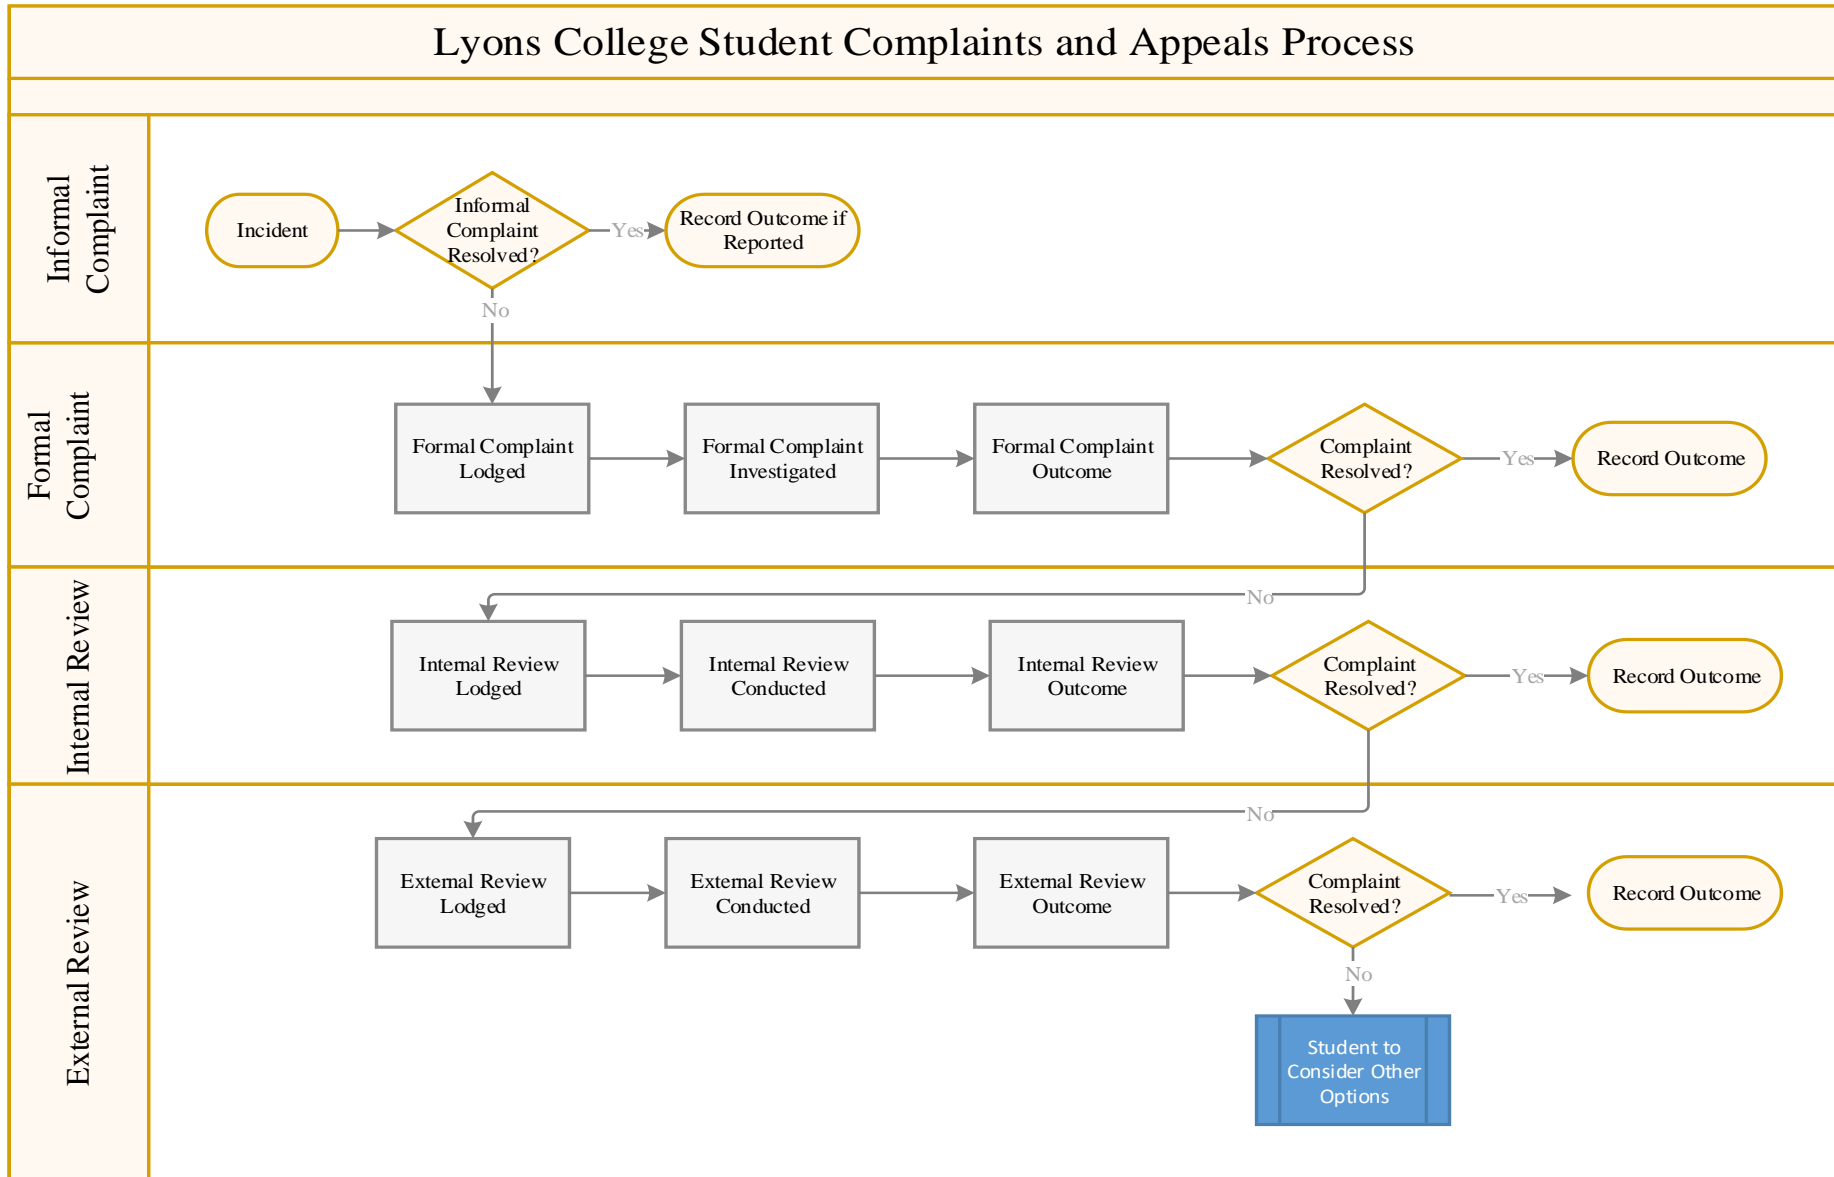 Lyons College Student Complaints and Appeals Process
Informal
Complaint
Incident
Informal
Complaint
Resolved?
Yes
Record Outcome if
Reported
No
Formal
Complaint
Formal Complaint
Lodged
Formal Complaint
Investigated
Formal Complaint
Outcome
Complaint
Resolved?
Yes
Record Outcome
No
Internal Review
Internal Review
Lodged
Internal Review
Conducted
Internal Review
Outcome
Complaint
Resolved?
Yes
Record Outcome
No
External Review
External Review
Lodged
External Review
Conducted
External Review
Outcome
Complaint
Resolved?
Yes
Record Outcome
No
Student to
Consider Other
Options